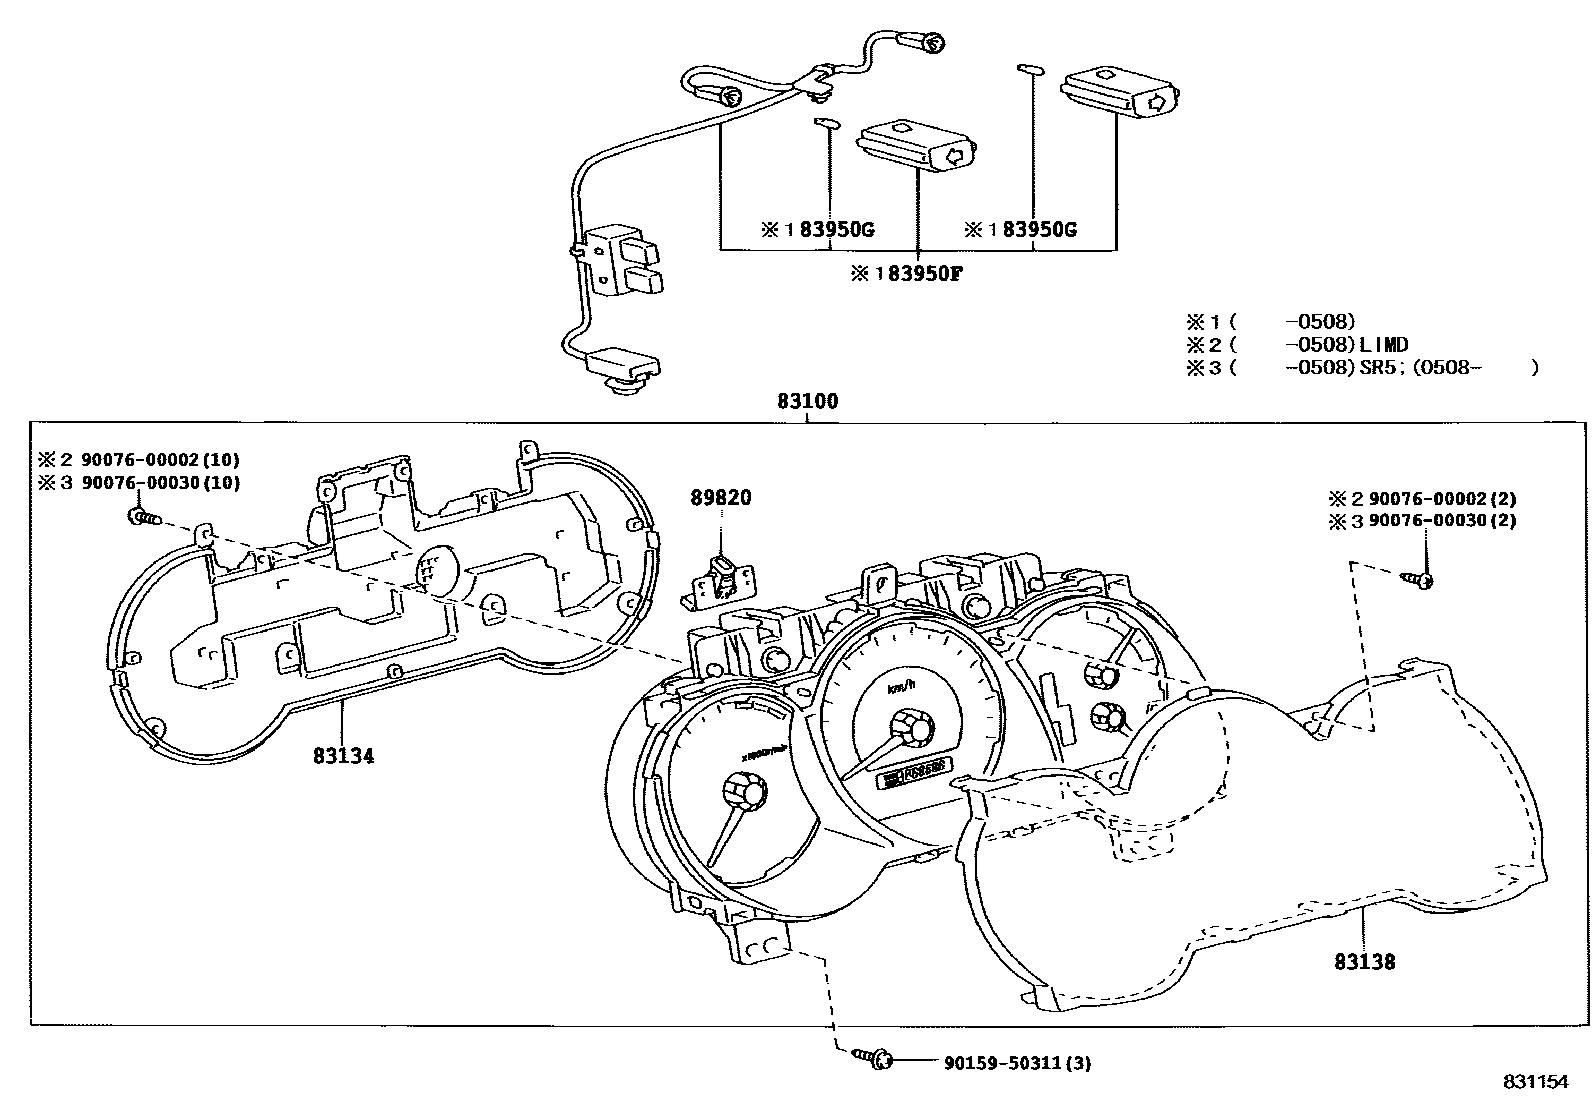 ※1 83950G
※1 83950G
※1 83950F
※1 ( -0508)
※2 ( -0508) LIMD
※3 ( -0508) SR5; (0508- )
83100
※2 90076-00002 (10)
※3 90076-00030 (10)
89820
※2 90076-00002 (2)
※3 90076-00030 (2)
km/h
83134
83138
90159-50311 (3)
831154